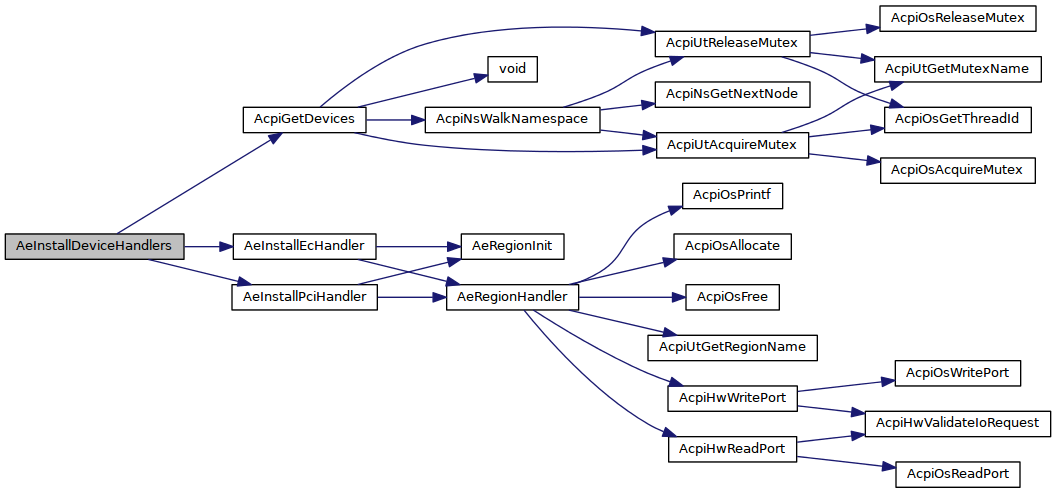 AcpiOsReleaseMutex
AcpiUtReleaseMutex
void
AcpiUtGetMutexName
AcpiNsGetNextNode
AcpiGetDevices
AcpiNsWalkNamespace
AcpiOsGetThreadId
AcpiUtAcquireMutex
AcpiOsAcquireMutex
AcpiOsPrintf
AeInstallDeviceHandlers
AeInstallEcHandler
AeRegionInit
AcpiOsAllocate
AeInstallPciHandler
AeRegionHandler
AcpiOsFree
AcpiUtGetRegionName
AcpiOsWritePort
AcpiHwWritePort
AcpiHwValidateIoRequest
AcpiHwReadPort
AcpiOsReadPort